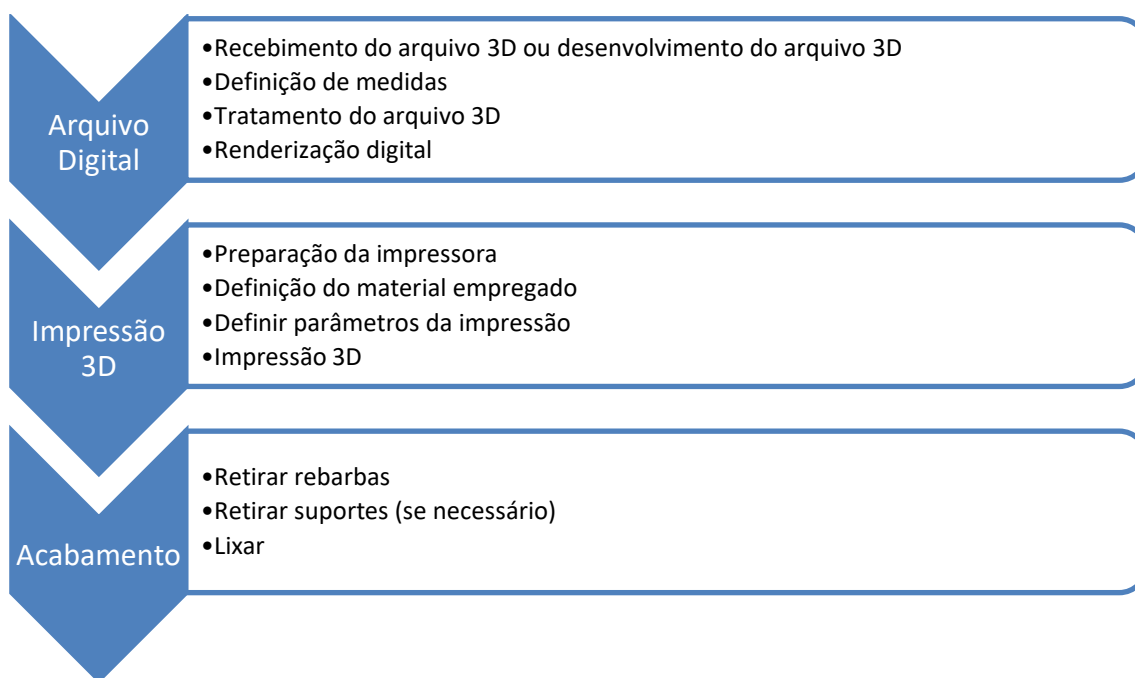 Arquivo
Digital
•Recebimento do arquivo 3D ou desenvolvimento do arquivo 3D
•Definição de medidas
•Tratamento do arquivo 3D
•Renderização digital
Impressão
3D
•Preparação da impressora
•Definição do material empregado
•Definir parâmetros da impressão
•Impressão 3D
Acabamento
•Retirar rebarbas
•Retirar suportes (se necessário)
•Lixar